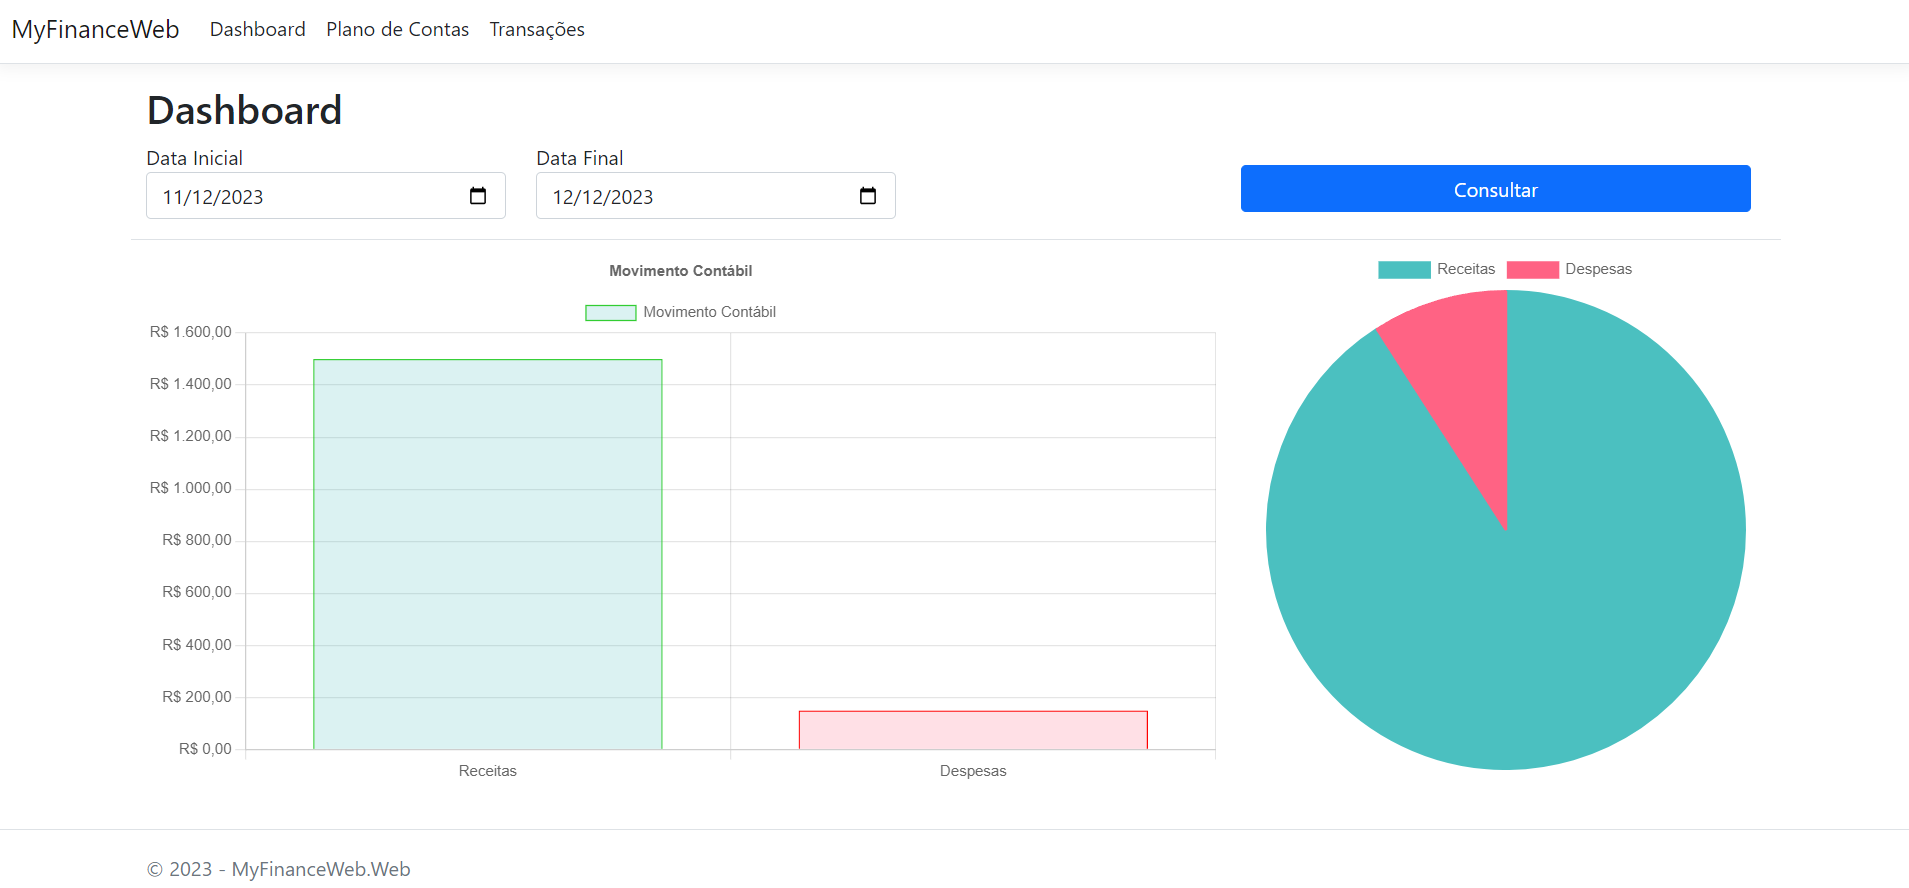 MyFinanceWeb Dashboard Plano de Contas Transações
Dashboard
Data Inicial Data Final
11/12/2023 12/12/2023 Consultar
Movimento Contábil
Movimento Contábil
R$ 1.600,00
R$ 1.400,00
R$ 1.200,00
R$ 1.000,00
R$ 800,00
R$ 600,00
R$ 400,00
R$ 200,00
R$ 0,00
Receitas Despesas
Receitas Despesas
© 2023 - MyFinanceWeb.Web